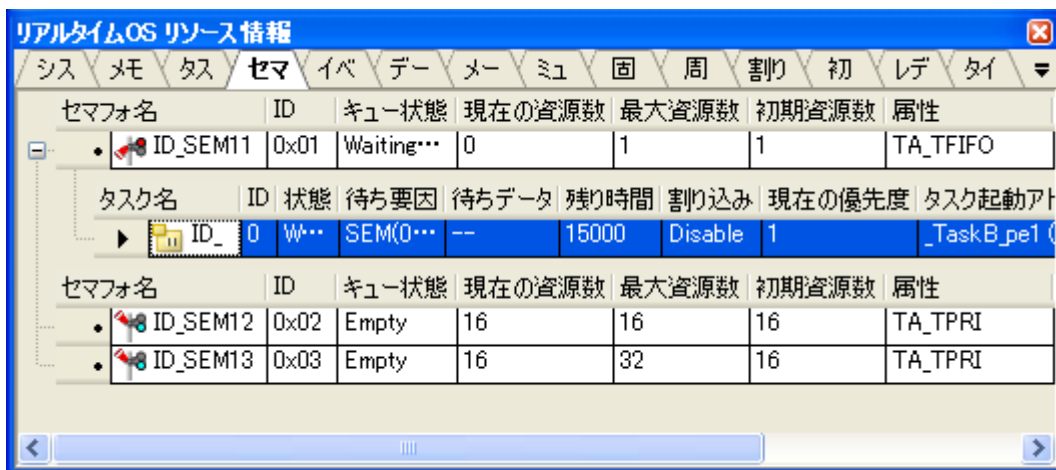 リアルタイムOS リソース情報
シス メモ タス セマ イベ デー メー ミュ 固 周 割り 初 レデ タイ
セマフォ名 ID キュー状態 現在の資源数 最大資源数 初期資源数 属性
ID_SEM11 0x01 Waiting… 0 1 1 TA_TFIFO
タスク名 ID 状態 待ち要因 待ちデータ 残り時間 割り込み 現在の優先度 タスク起動アト
ID_ 0 W… SEM(0… -- 15000 Disable 1 _TaskB_pe1 (
セマフォ名 ID キュー状態 現在の資源数 最大資源数 初期資源数 属性
ID_SEM12 0x02 Empty 16 16 16 TA_TPRI
ID_SEM13 0x03 Empty 16 32 16 TA_TPRI